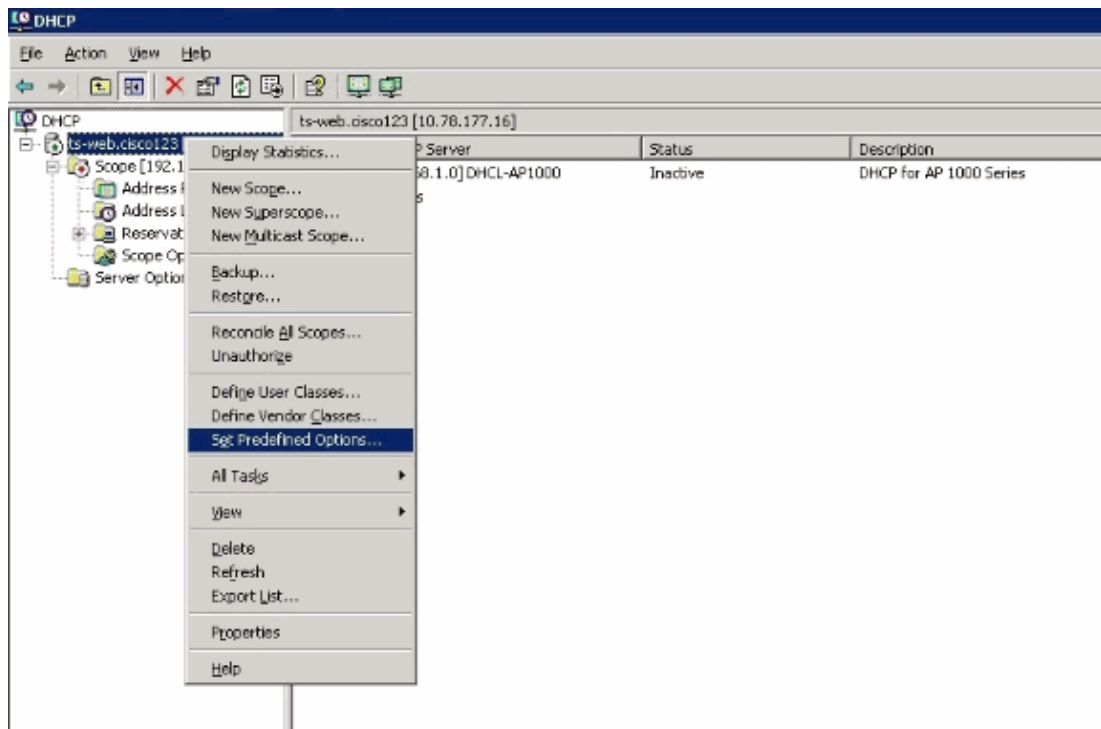 DHCP
File Action View Help
DHCP
ts-web.cisco123 [10.78.177.16]
ts-web.cisco123
Scope [192.1
Address
Address
Reservat
Scope Op
Server Option
Server Status Description
68.1.0] DHCL-AP1000 Inactive DHCP for AP 1000 Series
s
Display Statistics...
New Scope...
New Superscope...
New Multicast Scope...
Backup...
Restore...
Reconcile All Scopes...
Unauthorize
Define User Classes...
Define Vendor Classes...
Set Predefined Options...
All Tasks
View
Delete
Refresh
Export List...
Properties
Help